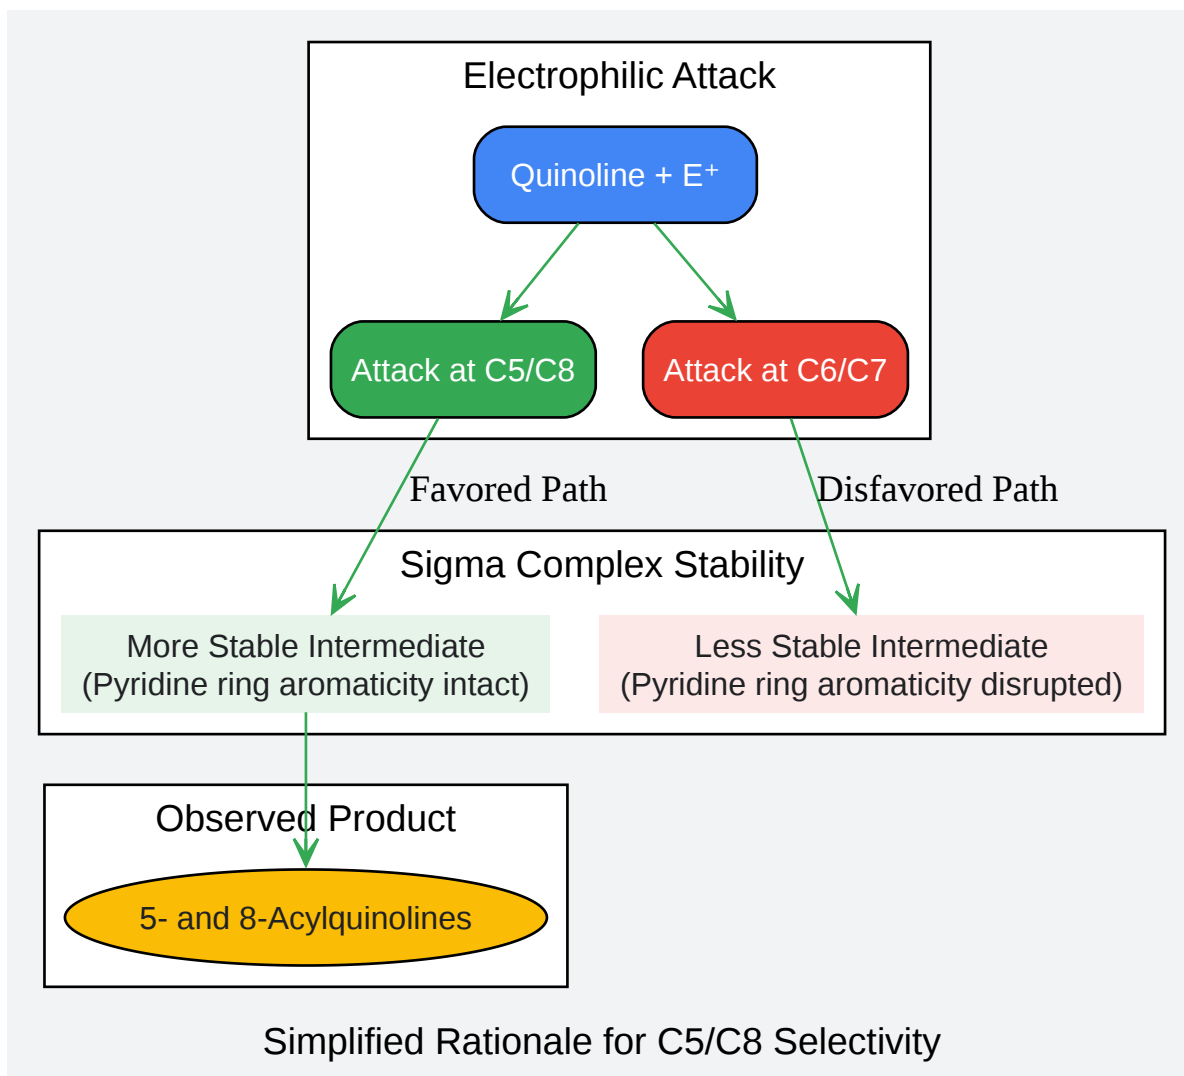 Electrophilic Attack
Quinoline + E⁺
Attack at C5/C8
Attack at C6/C7
Favored Path
Disfavored Path
Sigma Complex Stability
More Stable Intermediate
(Pyridine ring aromaticity intact)
Less Stable Intermediate
(Pyridine ring aromaticity disrupted)
Observed Product
5- and 8-Acylquinolines
Simplified Rationale for C5/C8 Selectivity